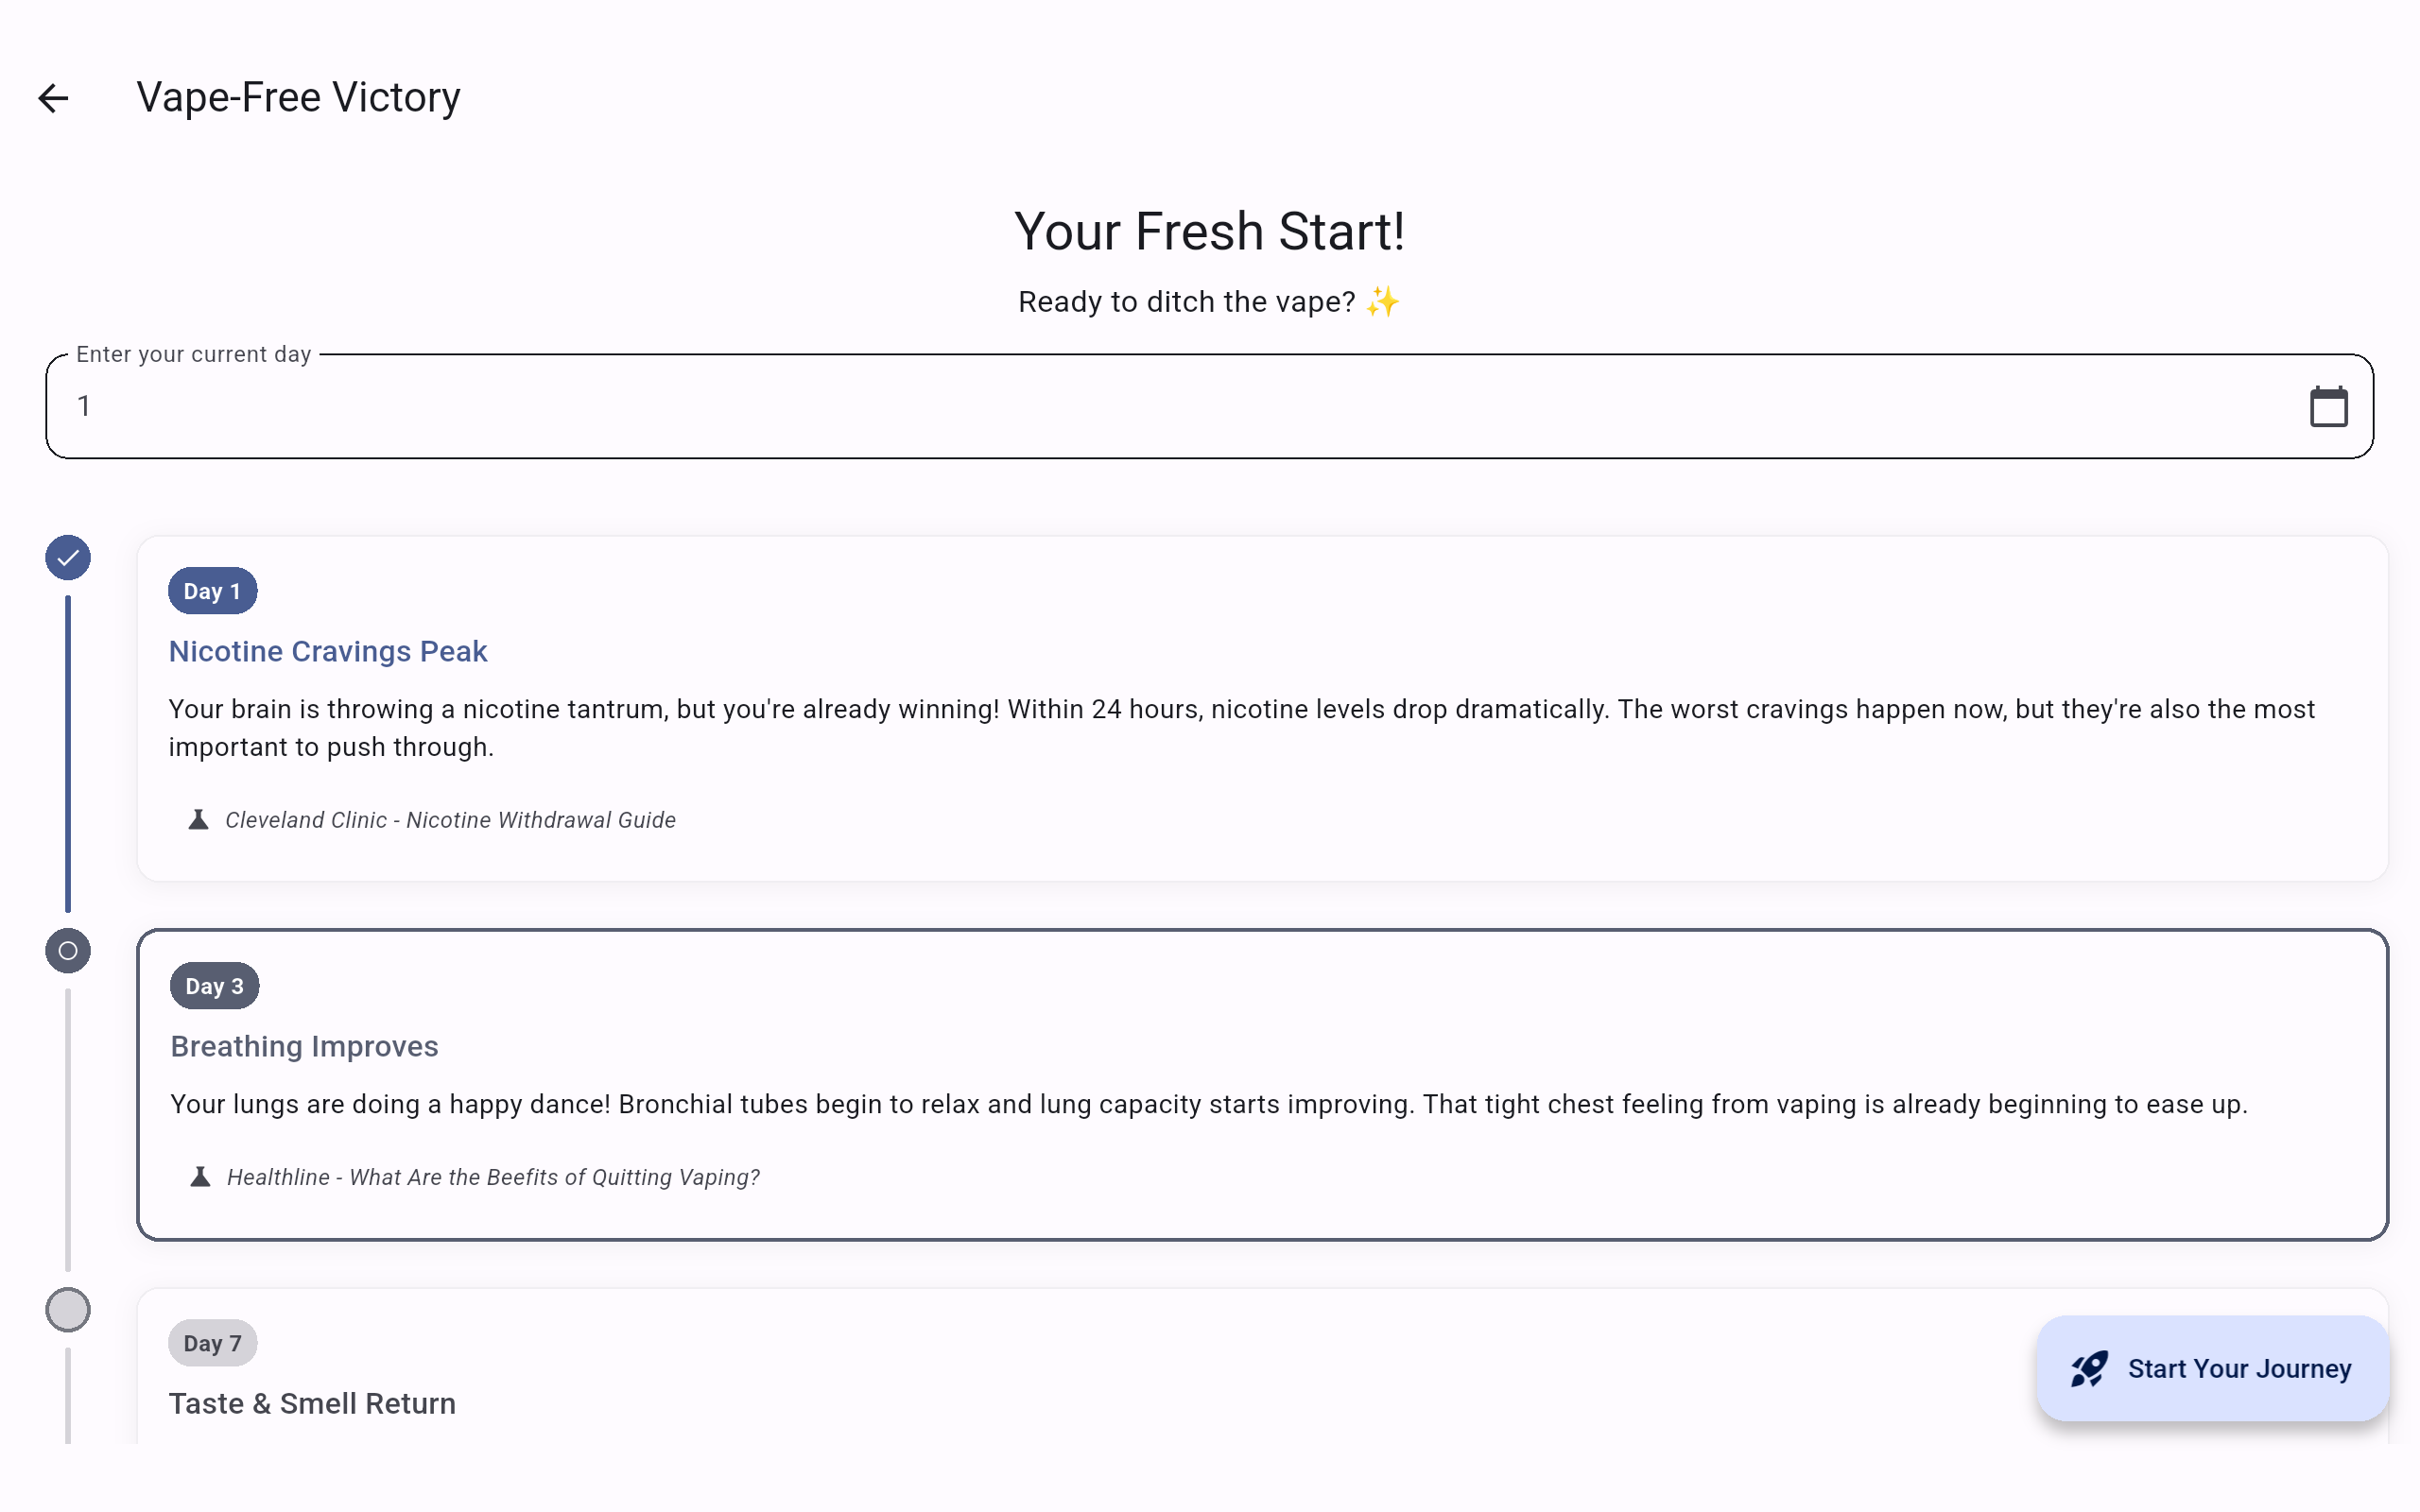 Vape-Free Victory
Your Fresh Start!
Ready to ditch the vape? ✨
Enter your current day
1
Day 1
Nicotine Cravings Peak
Your brain is throwing a nicotine tantrum, but you're already winning! Within 24 hours, nicotine levels drop dramatically. The worst cravings happen now, but they're also the most
important to push through.
Cleveland Clinic - Nicotine Withdrawal Guide
Day 3
Breathing Improves
Your lungs are doing a happy dance! Bronchial tubes begin to relax and lung capacity starts improving. That tight chest feeling from vaping is already beginning to ease up.
Healthline - What Are the Beefits of Quitting Vaping?
Day 7
Taste & Smell Return
Start Your Journey